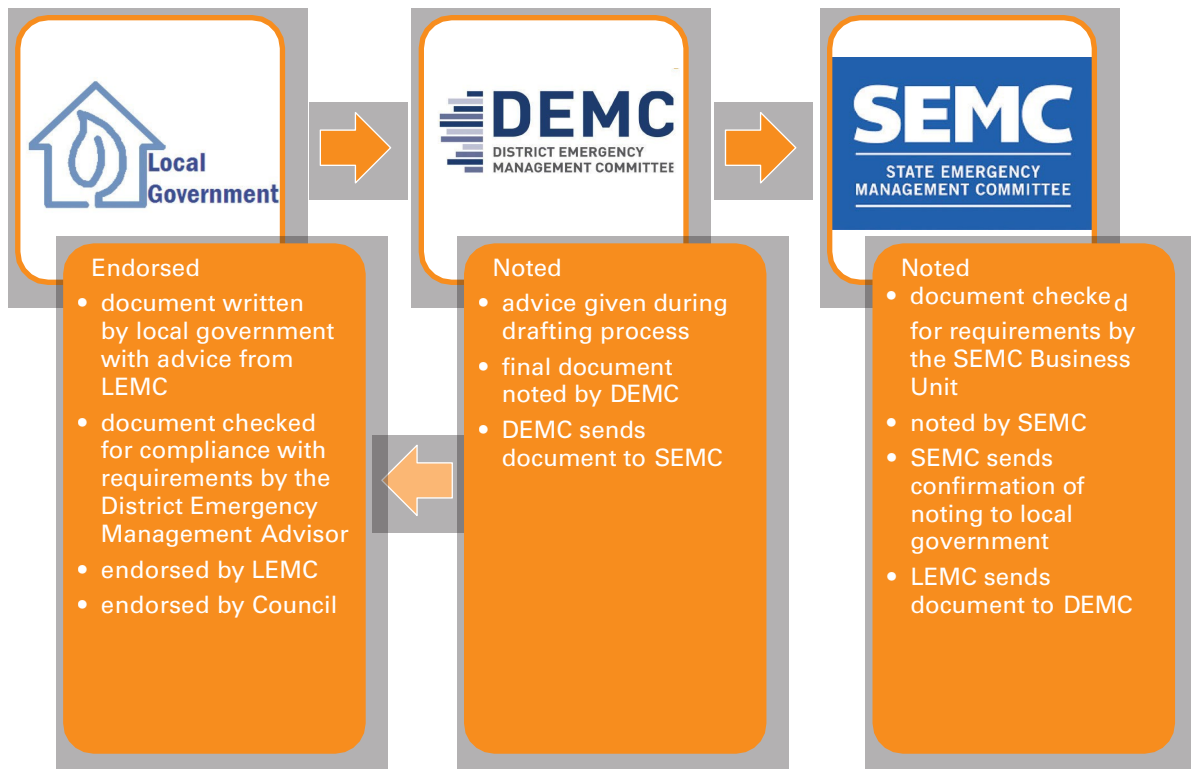 Local
Government
DEMC
DISTRICT EMERGENCY
MANAGEMENT COMMITTEE
SEMC
STATE EMERGENCY
MANAGEMENT COMMITTEE
Endorsed
• document written
by local government
with advice from
LEMC
• document checked
for compliance with
requirements by the
District Emergency
Management Advisor
• endorsed by LEMC
• endorsed by Council
Noted
• advice given during
drafting process
• final document
noted by DEMC
• DEMC sends
document to SEMC
Noted
• document checked
for requirements by
the SEMC Business
Unit
• noted by SEMC
• SEMC sends
confirmation of
noting to local
government
• LEMC sends
document to DEMC